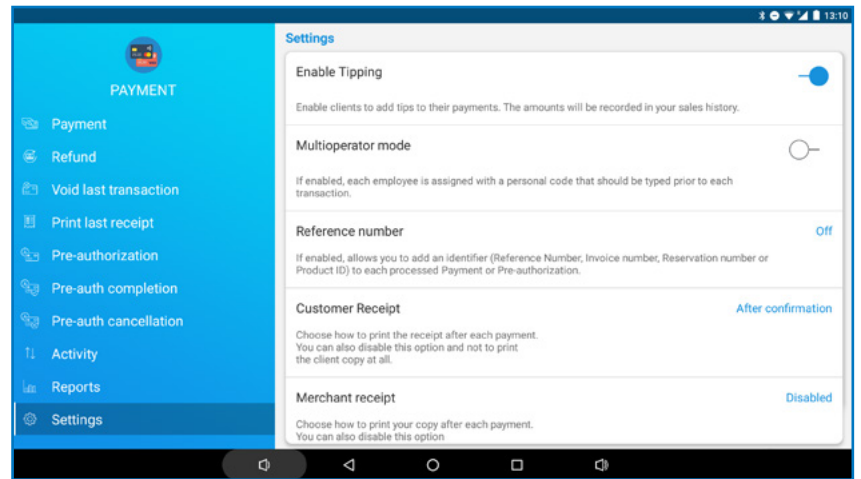 13:10
PAYMENT
Payment
Refund
Void last transaction
Print last receipt
Pre-authorization
Pre-auth completion
Pre-auth cancellation
Activity
Reports
Settings
Settings
Enable Tipping
Enable clients to add tips to their payments. The amounts will be recorded in your sales history.
Multioperator mode
If enabled, each employee is assigned with a personal code that should be typed prior to each
transaction.
Reference number
Off
If enabled, allows you to add an identifier (Reference Number, Invoice number, Reservation number or
Product ID) to each processed Payment or Pre-authorization.
Customer Receipt
After confirmation
Choose how to print the receipt after each payment.
You can also disable this option and not to print
the client copy at all.
Merchant receipt
Disabled
Choose how to print your copy after each payment.
You can also disable this option